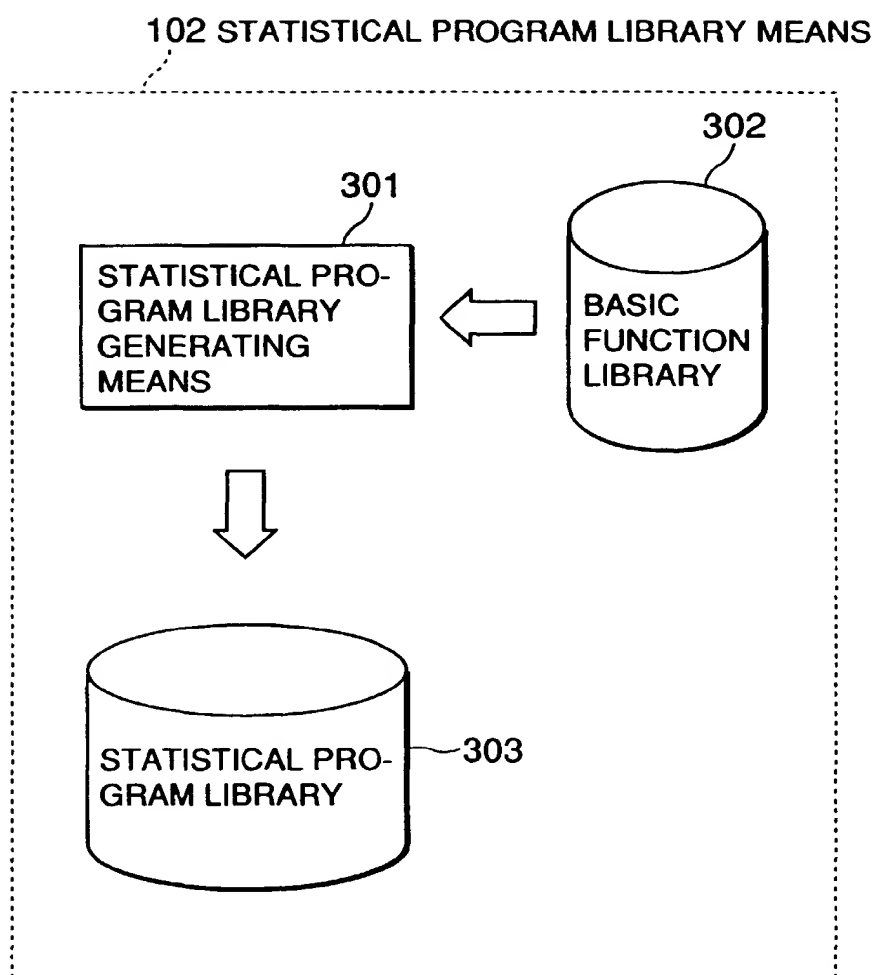 102 STATISTICAL PROGRAM LIBRARY MEANS
302
301
STATISTICAL PRO-
GRAM LIBRARY
GENERATING
MEANS
BASIC
FUNCTION
LIBRARY
STATISTICAL PRO-
GRAM LIBRARY
303